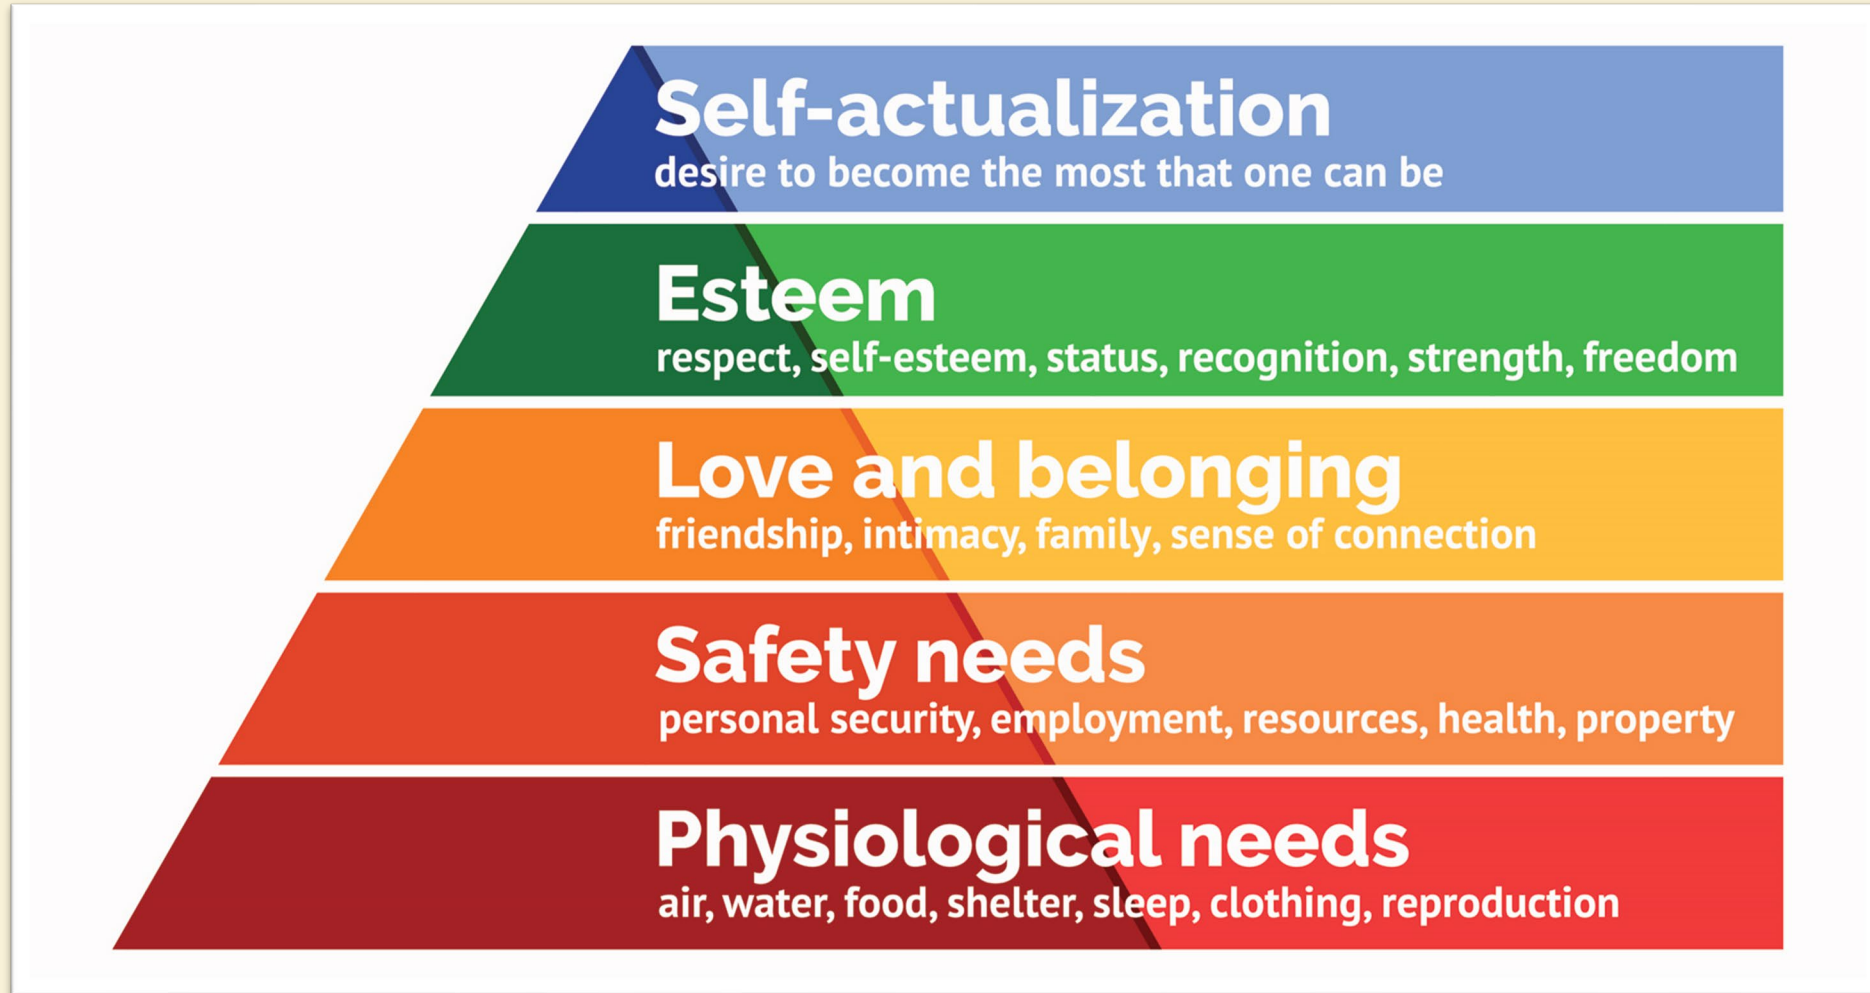 Self-actualization
desire to become the most that one can be
Esteem
respect, self-esteem, status, recognition, strength, freedom
Love and belonging
friendship, intimacy, family, sense of connection
Safety needs
personal security, employment, resources, health, property
Physiological needs
air, water, food, shelter, sleep, clothing, reproduction